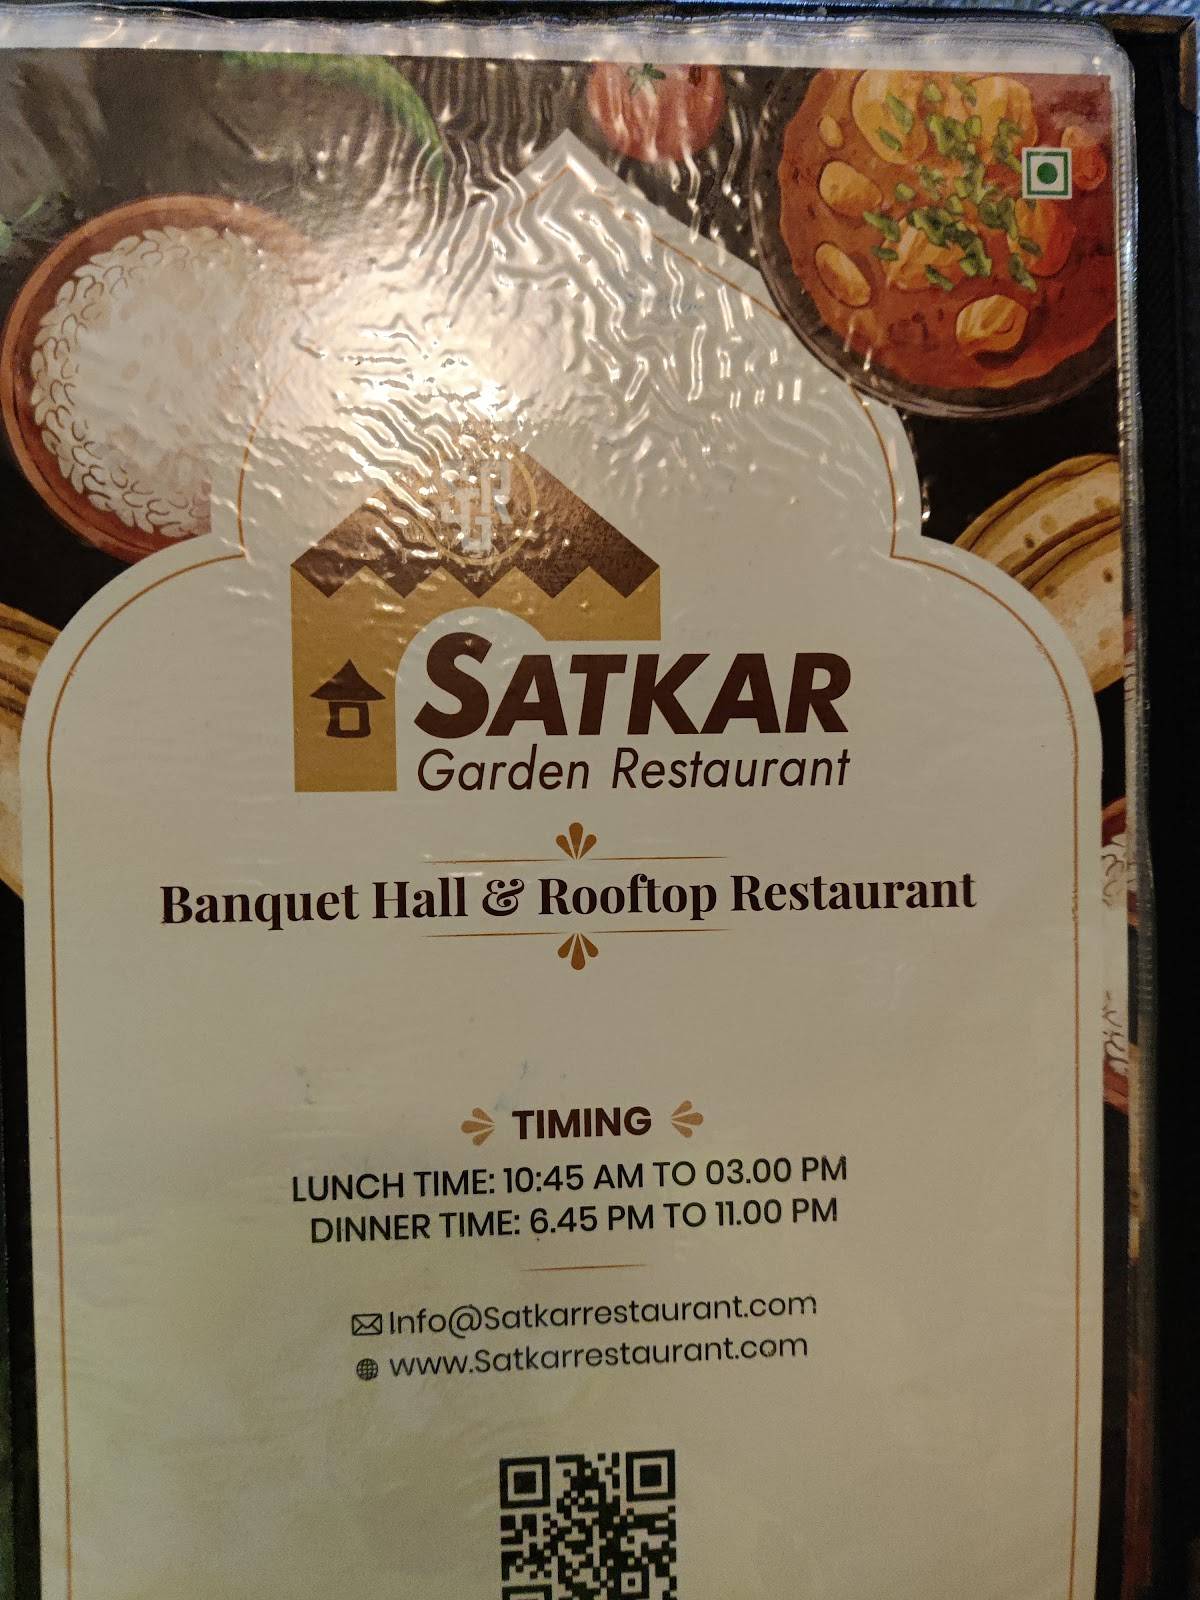 SATKAR
Garden Restaurant
Banquet Hall & Rooftop Restaurant
TIMING
LUNCH TIME: 10:45 AM TO 03.00 PM
DINNER TIME: 6.45 PM TO 11.00 PM
Info@Satkarrestaurant.com
www.Satkarrestaurant.com